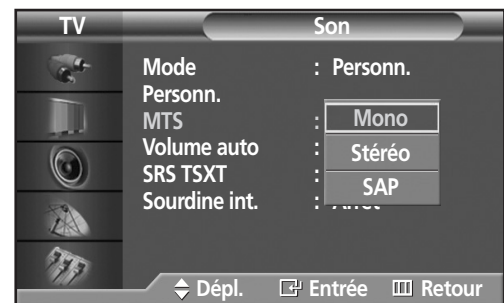 TV
Son
Mode : Personn.
Personn.
MTS :
Mono
Volume auto :
Stéréo
SRS TSXT :
SAP
Sourdine int. :
Dépl. Entrée Retour